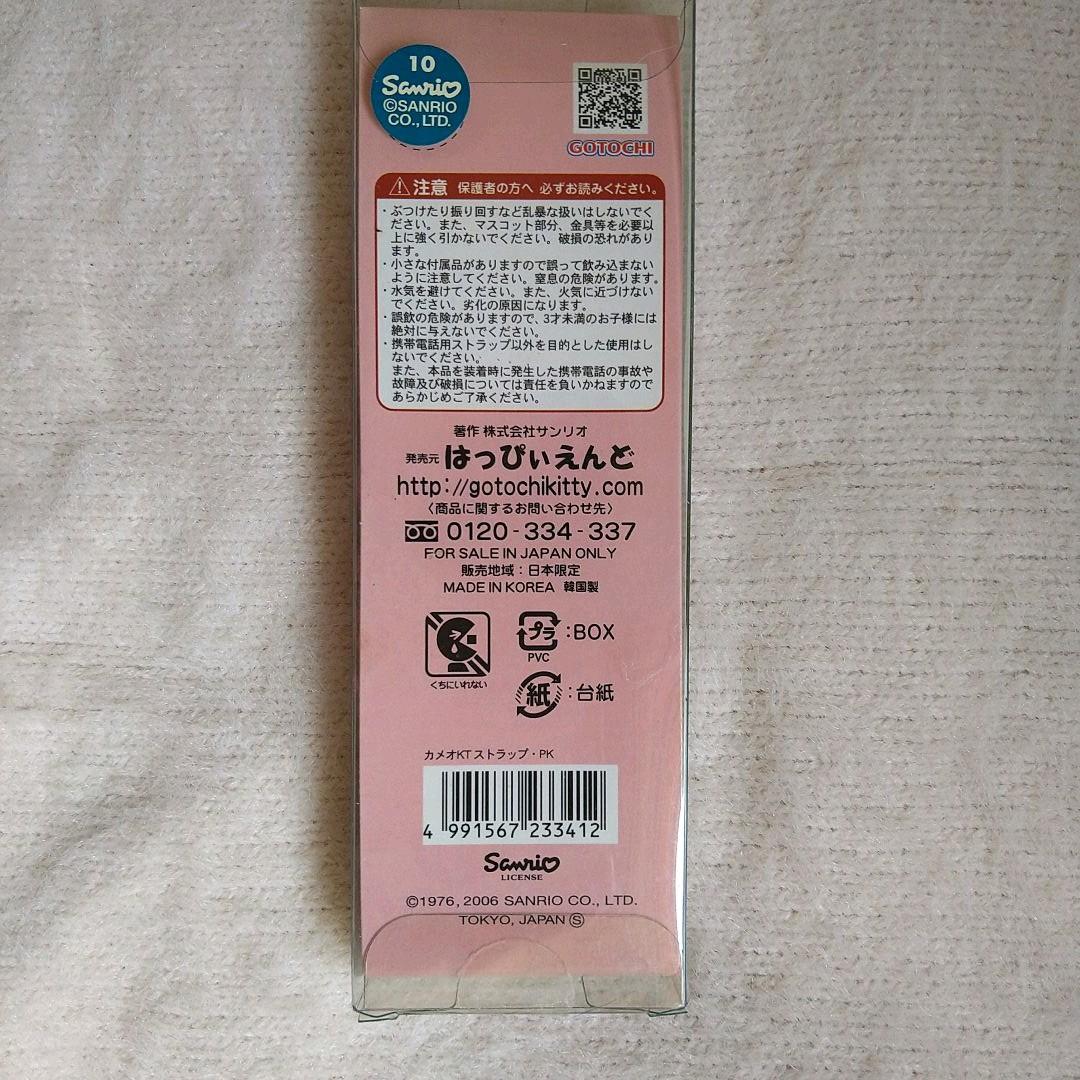 10
Sanrio
©SANRIO
CO., LTD.
GOTOCHI
注意 保護者の方へ 必ずお読みください。
・ぶつけたり振り回すなど乱暴な扱いはしないでく
ださい。また、マスコット部分、金具等を必要以
上に強く引かないでください。破損の恐れがあり
ます。
・小さな付属品がありますので誤って飲み込まない
ように注意してください。窒息の危険があります。
・水気を避けてください。また、火気に近づけない
でください。劣化の原因になります。
・誤飲の危険がありますので、3才未満のお子様には
絶対に与えないでください。
・携帯電話用ストラップ以外を目的とした使用はし
ないでください。
また、本品を装着時に発生した携帯電話の事故や
故障及び破損については責任を負いかねますので
あらかじめご了承ください。
著作 株式会社サンリオ
発売元 はっぴぃえんど
http://gotochikitty.com
〈商品に関するお問い合わせ先〉
0120-334-337
FOR SALE IN JAPAN ONLY
販売地域：日本限定
MADE IN KOREA 韓国製
くちにいれない
プラ :BOX
PVC
紙 :台紙
カメオKTストラップ・PK
4 991567 233412
Sanrio
LICENSE
©1976, 2006 SANRIO CO., LTD.
TOKYO, JAPAN Ⓢ